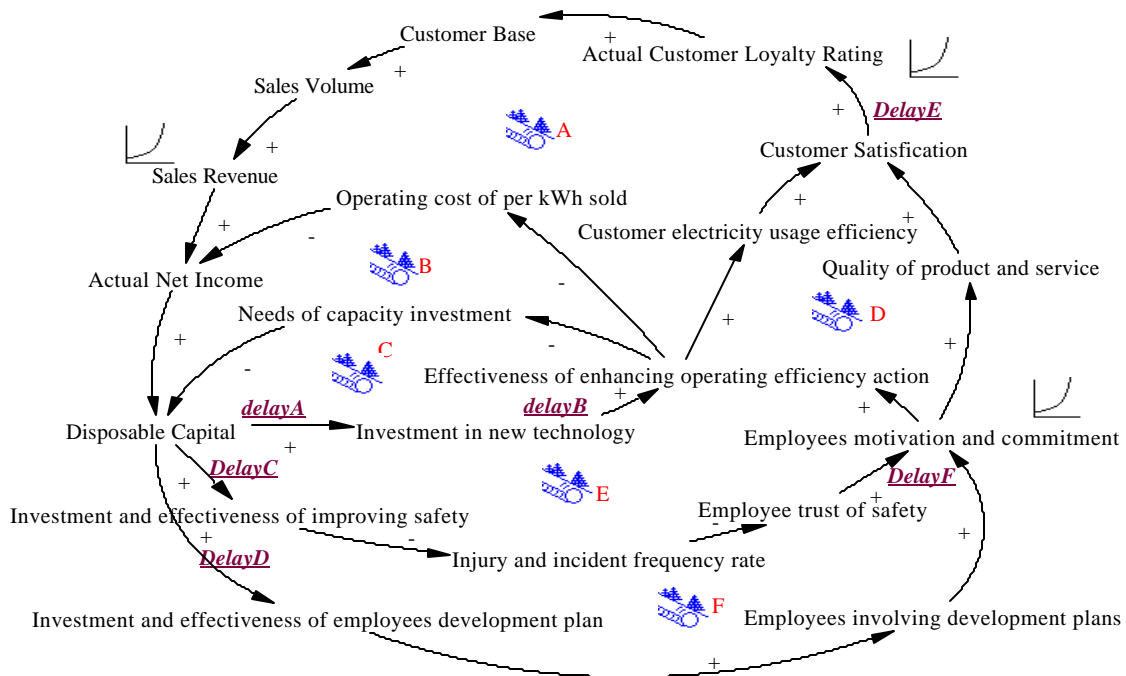 Customer Base
+
Actual Customer Loyalty Rating
+
Sales Volume
+
DelayE
A
+
Customer Satisfication
Sales Revenue
Operating cost of per kWh sold
+
+
+
Customer electricity usage efficiency
-
B
Actual Net Income
Quality of product and service
-
D
Needs of capacity investment
+
+
-
+
C
-
Effectiveness of enhancing operating efficiency action
+
delayA
delayB
+
Disposable Capital
+
Investment in new technology
Employees motivation and commitment
DelayC
DelayF
+
E
+
Investment and effectiveness of improving safety
Employee trust of safety
-
+
-
DelayD
+
Injury and incident frequency rate
F
Investment and effectiveness of employees development plan
Employees involving development plans
+